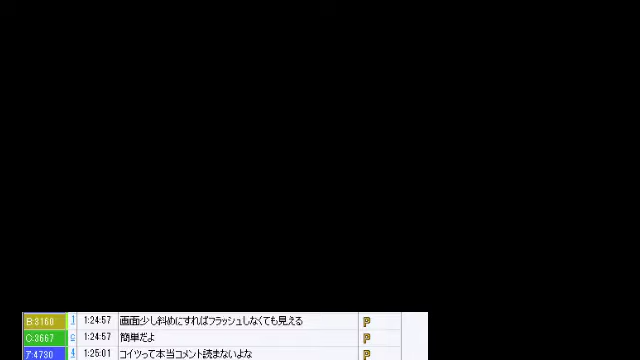 B:3160 1 1:24:57 画面少し斜めにすればフラッシュしなくても見える P
C:3667 c 1:24:57 簡単だよ P
7:4730 4 1:25:01 コイツって本当コメント読まないよな P